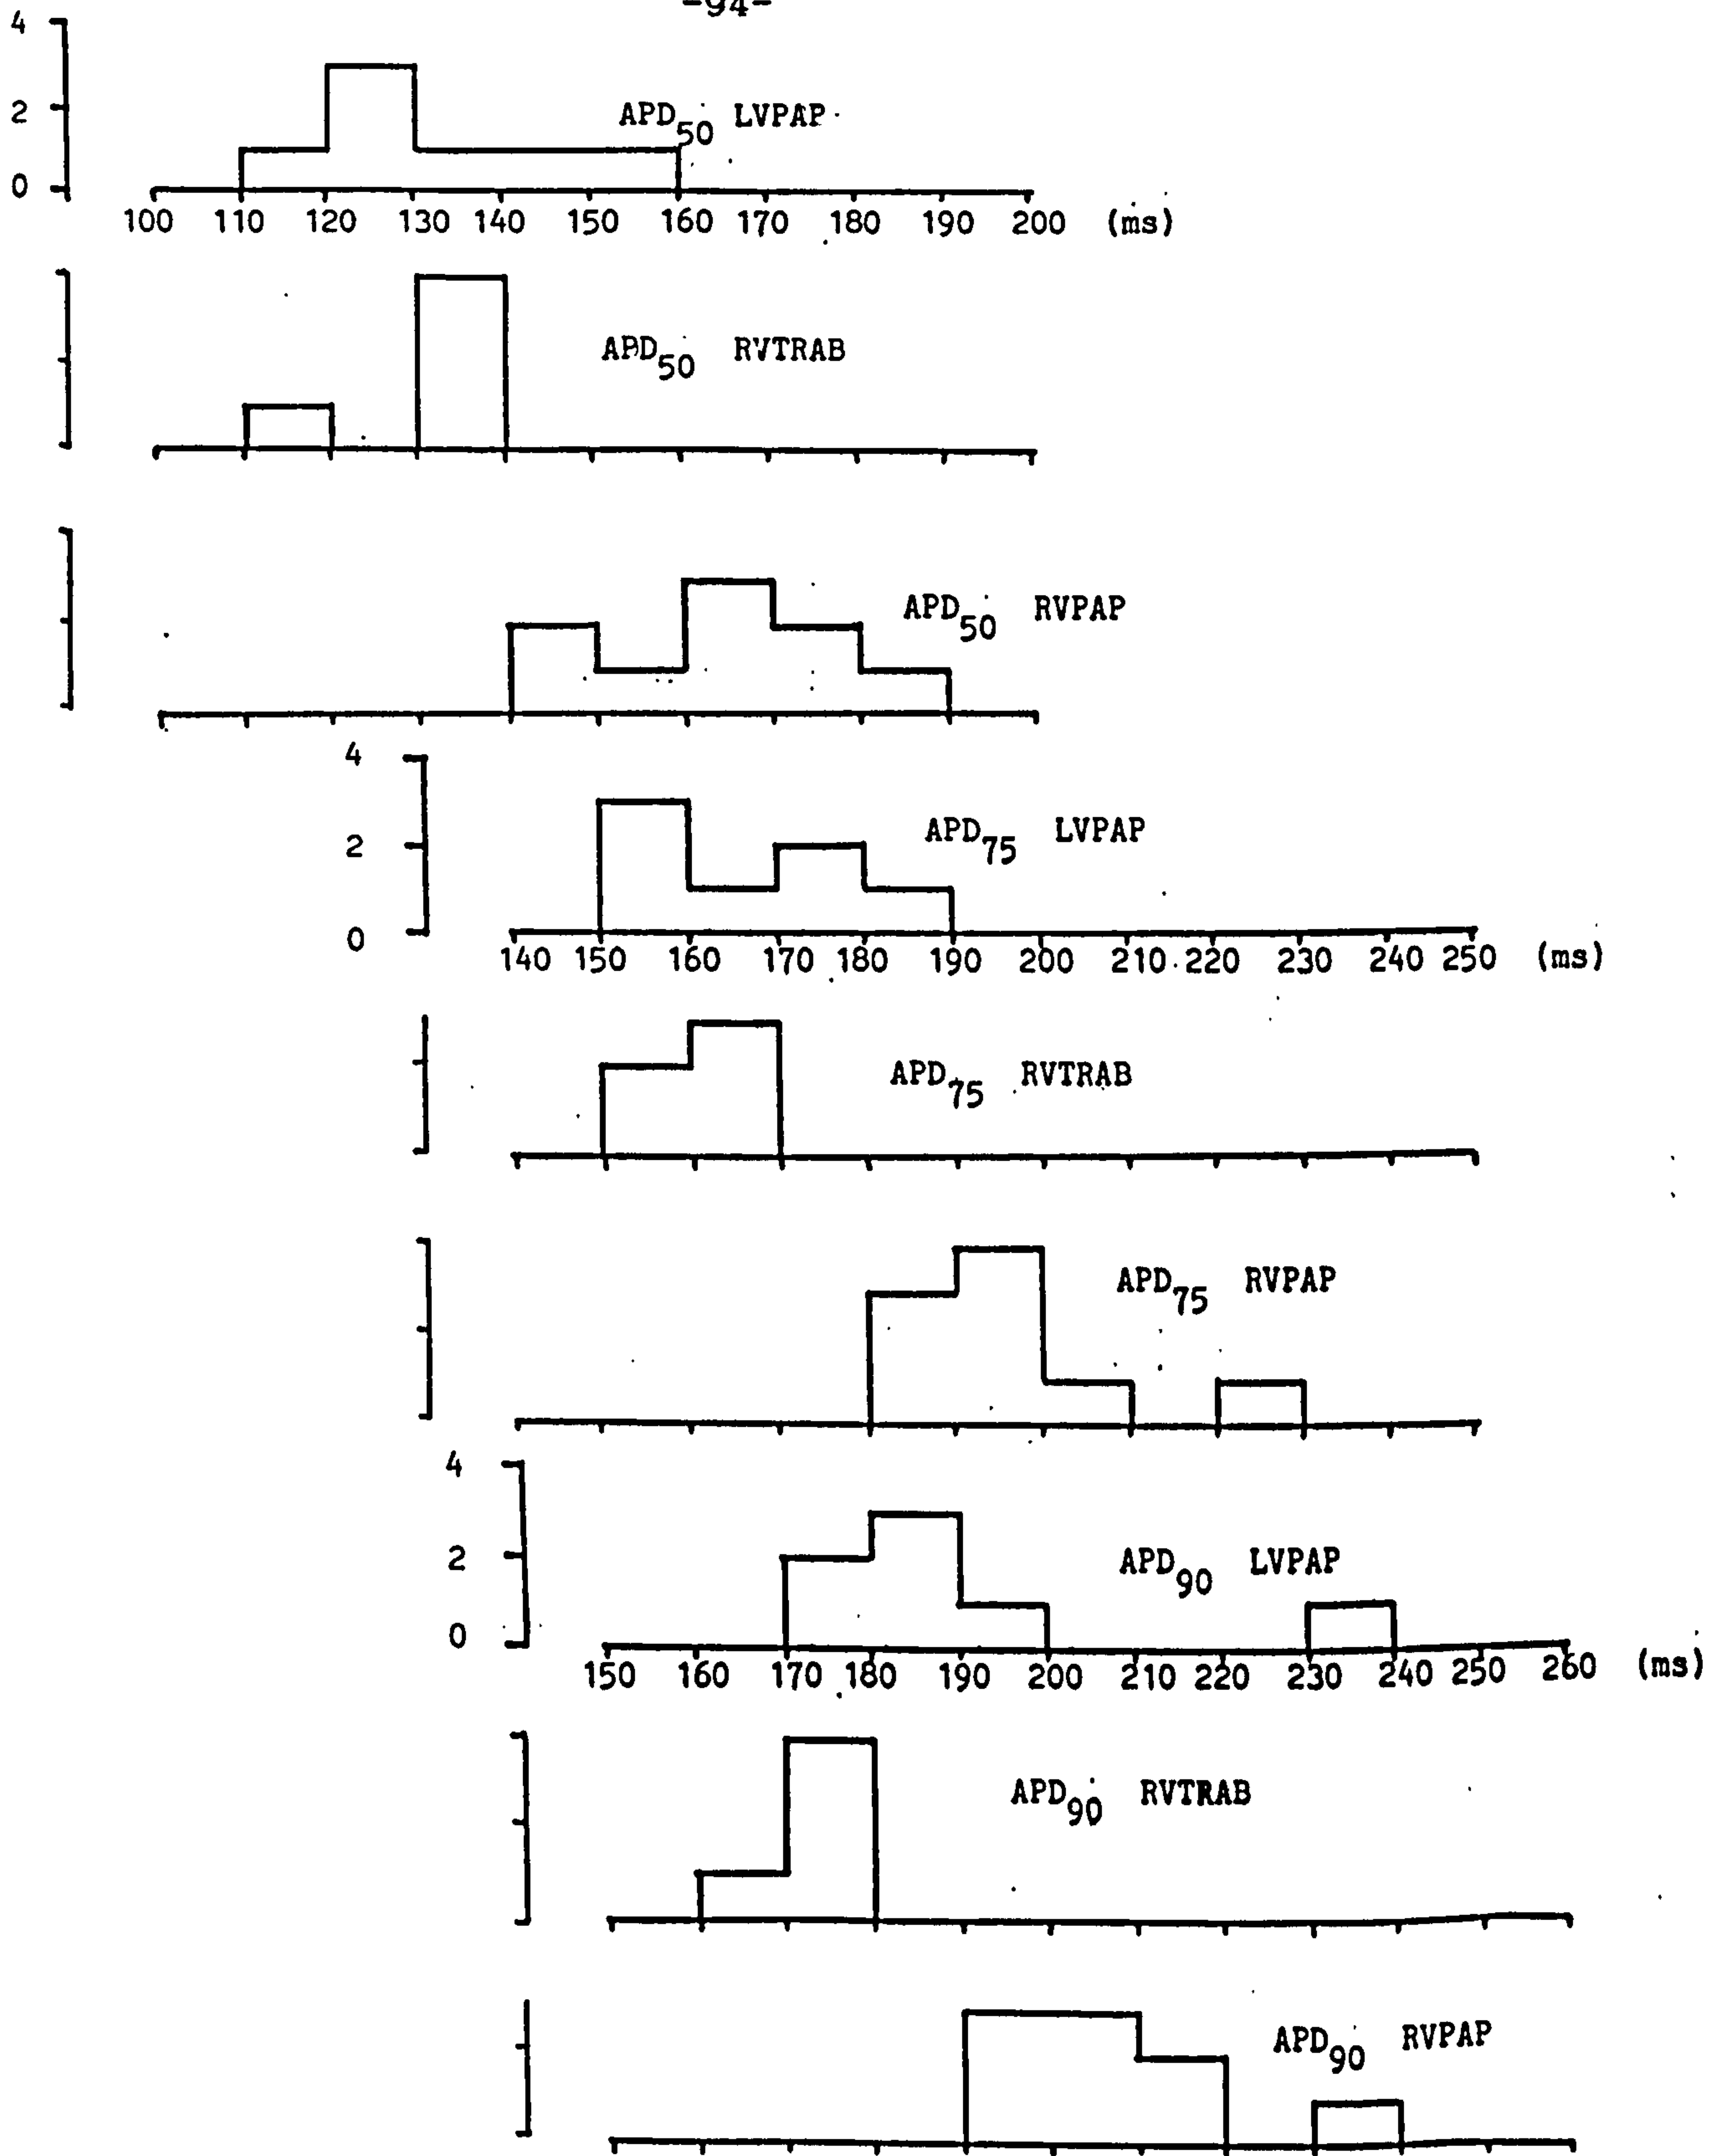 -94-
4
2
0
APD50 LVPAP
100 110 120 130 140 150 160 170 180 190 200 (ms)
APD50 RVTRAB
APD50 RVPAP
4
2
0
APD75 LVPAP
140 150 160 170 180 190 200 210 220 230 240 250 (ms)
APD75 RVTRAB
APD75 RVPAP
4
2
0
APD90 LVPAP
150 160 170 180 190 200 210 220 230 240 250 260 (ms)
APD90 RVTRAB
APD90 RVPAP